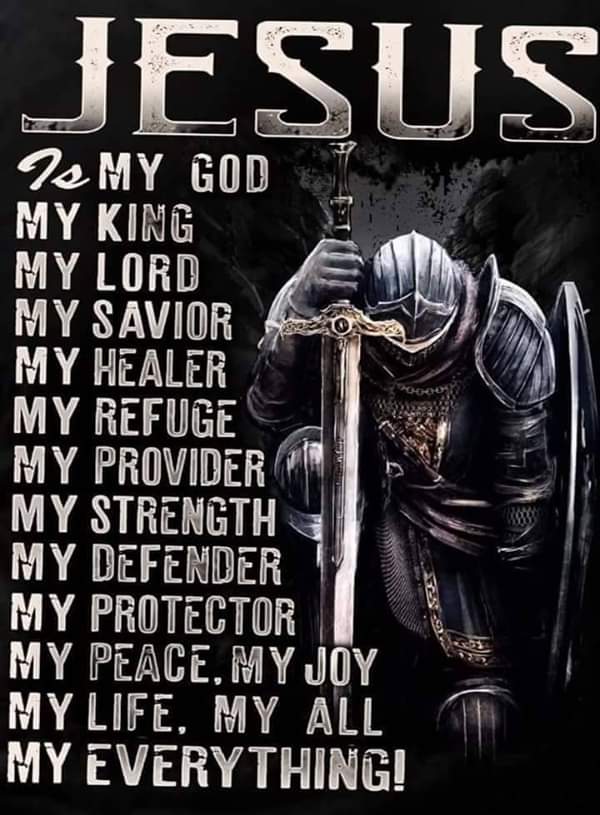 JESUS
Is MY GOD
MY KING
MY LORD
MY SAVIOR
MY HEALER
MY REFUGE
MY PROVIDER
MY STRENGTH
MY DEFENDER
MY PROTECTOR
MY PEACE, MY JOY
MY LIFE, MY ALL
MY EVERYTHING!